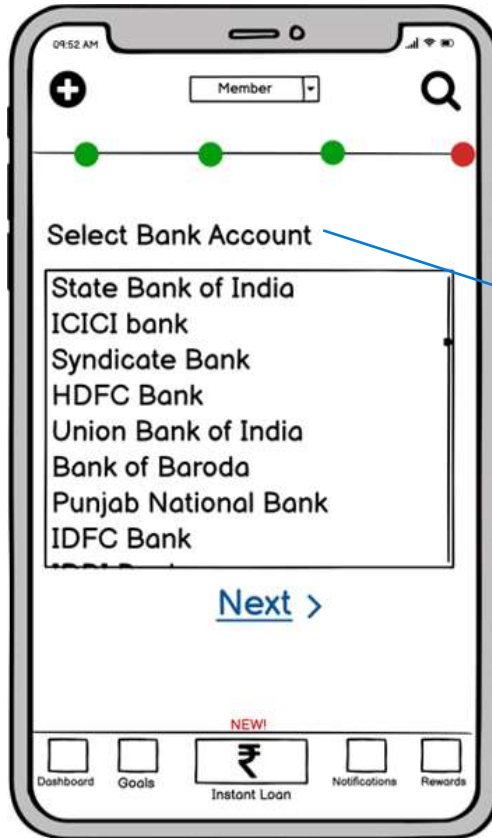 09:52 AM
Member
Select Bank Account
State Bank of India
ICICI bank
Syndicate Bank
HDFC Bank
Union Bank of India
Bank of Baroda
Punjab National Bank
IDFC Bank
Next >
NEW!
₹
Dashboard Goals Instant Loan Notifications Rewards